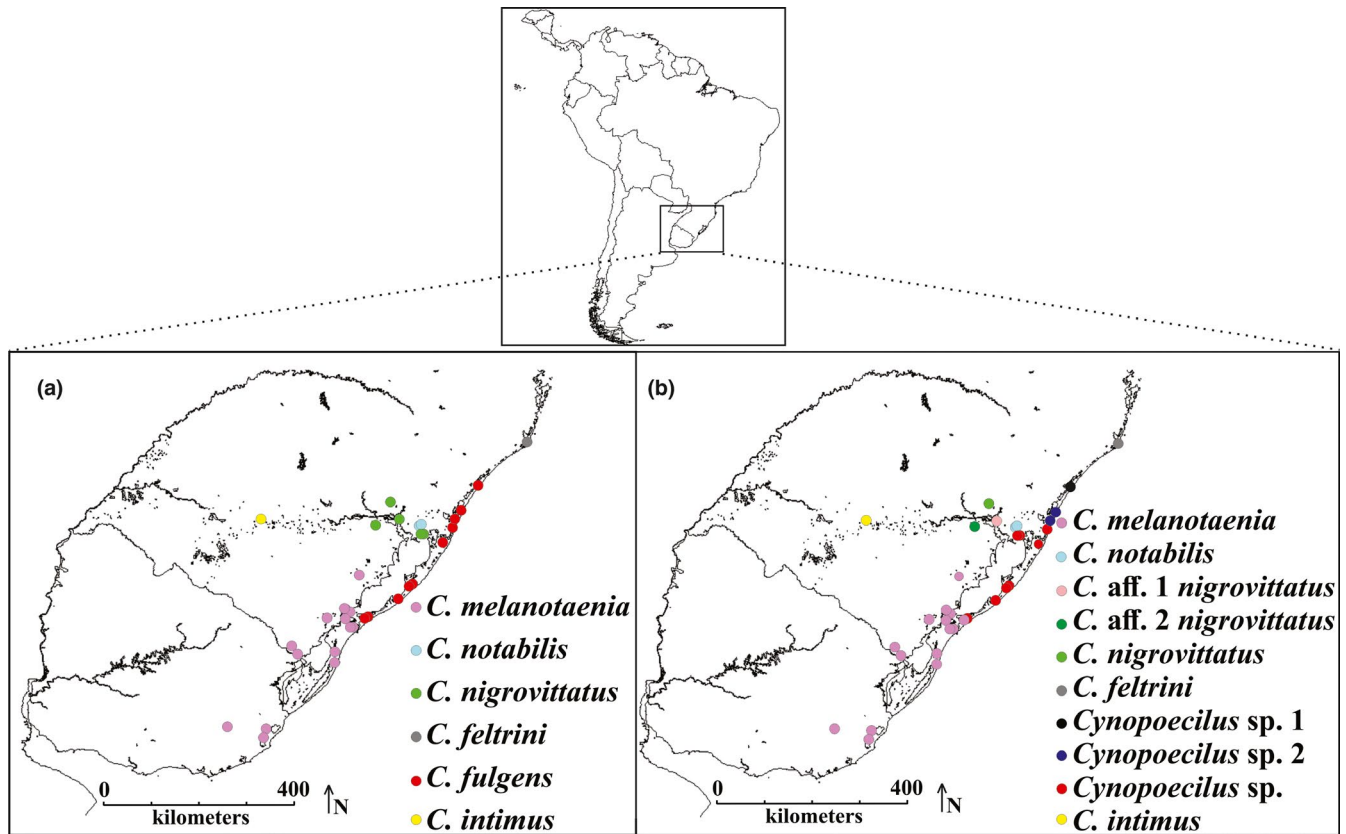 (a)
C. melanotaenia
C. notabilis
C. nigrovittatus
C. feltrini
C. fulgens
C. intimus
0 400
kilometers
N
(b)
C. melanotaenia
C. notabilis
C. aff. 1 nigrovittatus
C. aff. 2 nigrovittatus
C. nigrovittatus
C. feltrini
Cynopoecilus sp. 1
Cynopoecilus sp. 2
Cynopoecilus sp.
C. intimus
0 400
kilometers
N